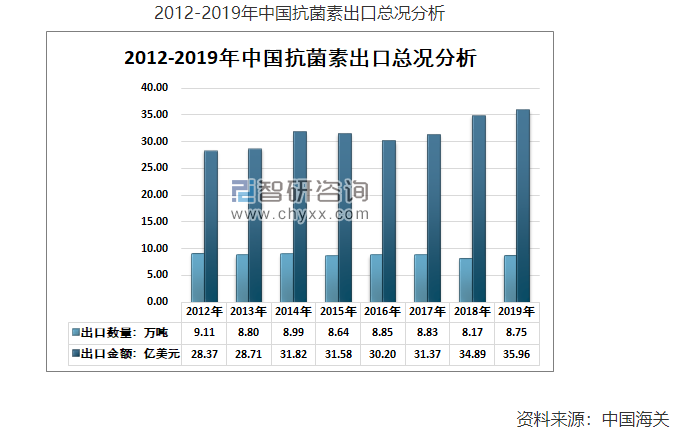 2012-2019年中国抗菌素出口总况分析
2012-2019年中国抗菌素出口总况分析
40.00
35.00
30.00
25.00
20.00
15.00
10.00
5.00
0.00
智研咨询
www.chyxx.com
2012年 2013年 2014年 2015年 2016年 2017年 2018年 2019年
出口数量：万吨 9.11 8.80 8.99 8.64 8.85 8.83 8.17 8.75
出口金额：亿美元 28.37 28.71 31.82 31.58 30.20 31.37 34.89 35.96
资料来源：中国海关